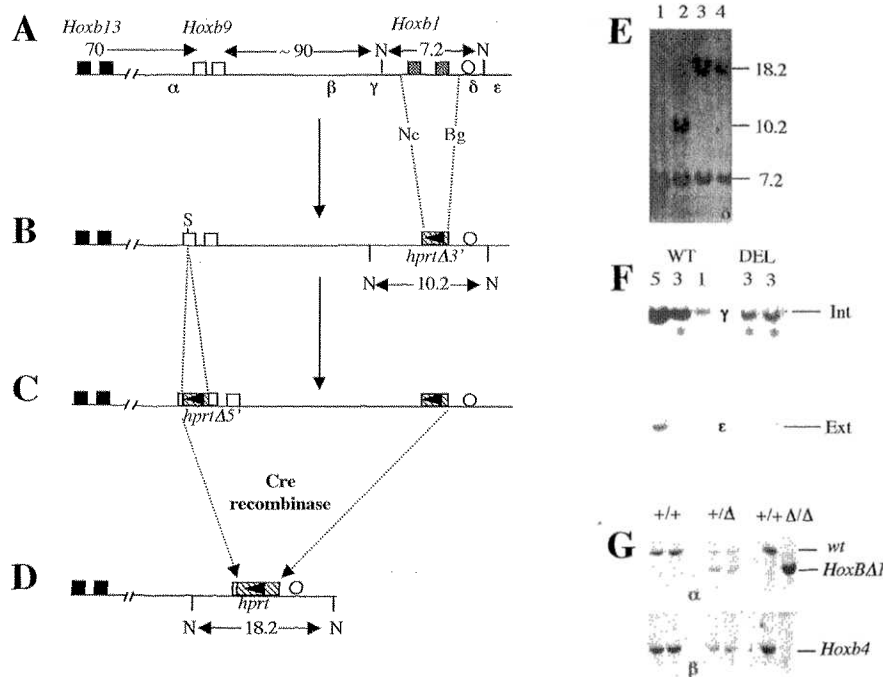 A
Hoxb13 Hoxb9 Hoxb1
70 ~ 90 N 7.2 N
α β γ δ ε
Nc Bg
B
S
hprtΔ3'
N 10.2 N
C
hprtΔ5'
Cre
recombinase
D
hprt
N 18.2 N
E
1 2 3 4
18.2
10.2
7.2
F
WT DEL
5 3 1 3 3
γ Int
* * *
ε Ext
G
+/+ +/Δ +/+ Δ/Δ
wt
HoxBΔ1
α
Hoxb4
β